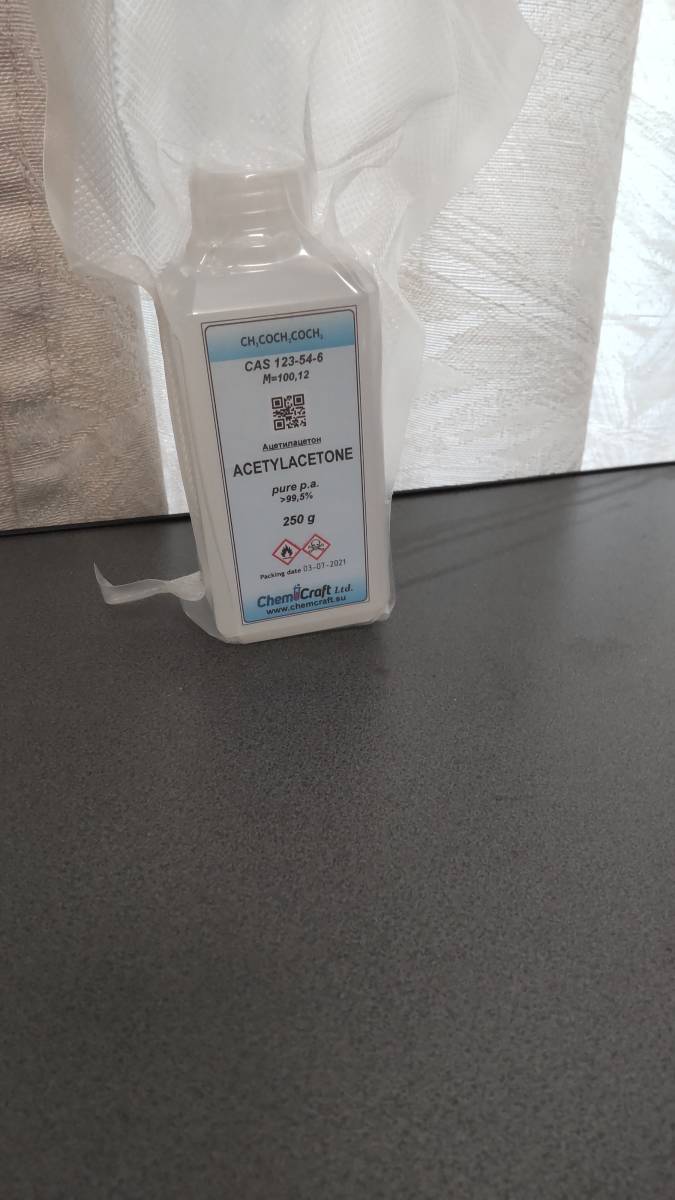 CH₃COCH₂COCH₃
CAS 123-54-6
M=100,12
Ацетилацетон
ACETYLACETONE
pure p.a.
>99,5%
250 g
Packing date 03-07-2021
ChemCraft Ltd.
www.chemcraft.su